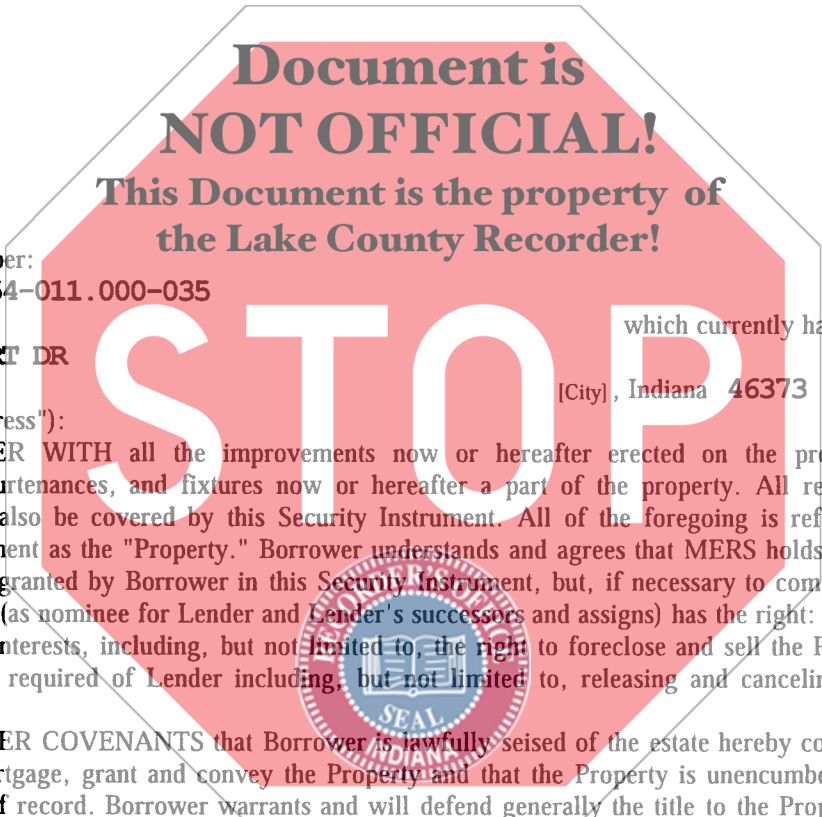 Document is
NOT OFFICIAL!
This Document is the property of
the Lake County Recorder!
er:
4-011.000-035
which currently ha
T DR
[City], Indiana 46373
ess"):
ER WITH all the improvements now or hereafter erected on the pr
rtenances, and fixtures now or hereafter a part of the property. All re
also be covered by this Security Instrument. All of the foregoing is ref
ent as the "Property." Borrower understands and agrees that MERS holds
granted by Borrower in this Security Instrument, but, if necessary to com
(as nominee for Lender and Lender's successors and assigns) has the right:
nterests, including, but not limited to, the right to foreclose and sell the P
required of Lender including, but not limited to, releasing and cancelin
ER COVENANTS that Borrower is lawfully seised of the estate hereby co
rtgage, grant and convey the Property and that the Property is unencumbe
f record. Borrower warrants and will defend generally the title to the Prop
STOP
SEAL
INDIANA